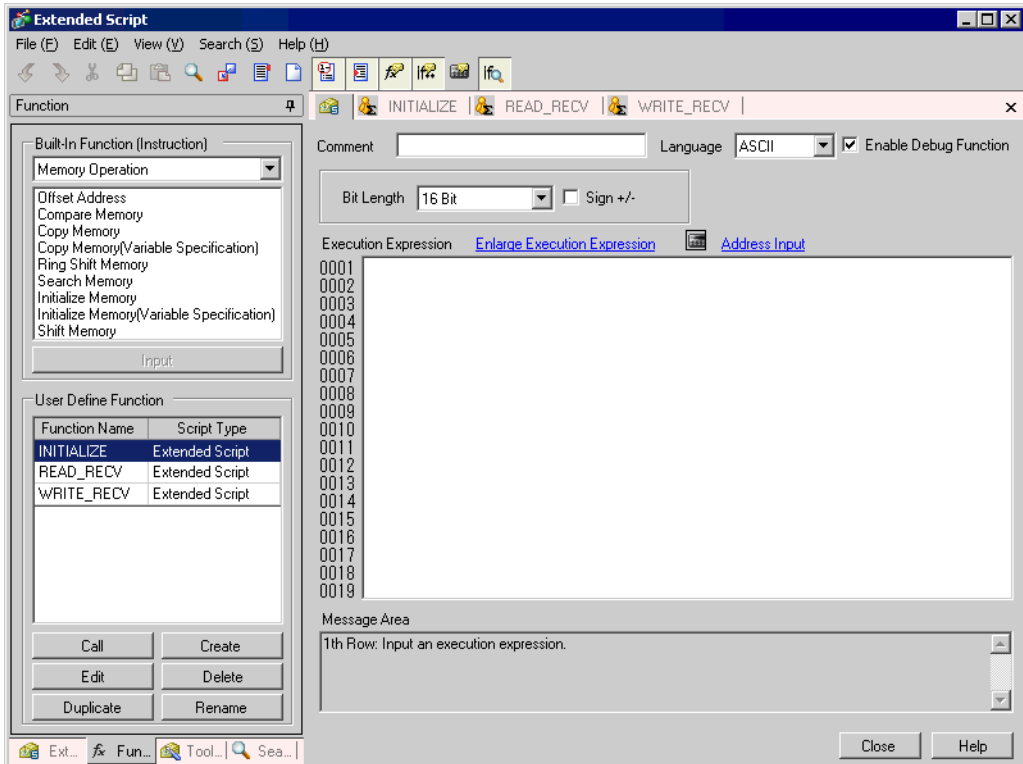 Extended Script
File (F) Edit (E) View (V) Search (S) Help (H)
Function
INITIALIZE READ_RECV WRITE_RECV
Built-In Function (Instruction)
Memory Operation
Offset Address
Compare Memory
Copy Memory
Copy Memory(Variable Specification)
Ring Shift Memory
Search Memory
Initialize Memory
Initialize Memory(Variable Specification)
Shift Memory
Input
User Define Function
Function Name Script Type
INITIALIZE Extended Script
READ_RECV Extended Script
WRITE_RECV Extended Script
Call Create
Edit Delete
Duplicate Rename
Ext... fx Fun... Tool... Sea...
Comment Language ASCII Enable Debug Function
Bit Length 16 Bit Sign +/-
Execution Expression Enlarge Execution Expression Address Input
0001
0002
0003
0004
0005
0006
0007
0008
0009
0010
0011
0012
0013
0014
0015
0016
0017
0018
0019
Message Area
1th Row: Input an execution expression.
Close Help